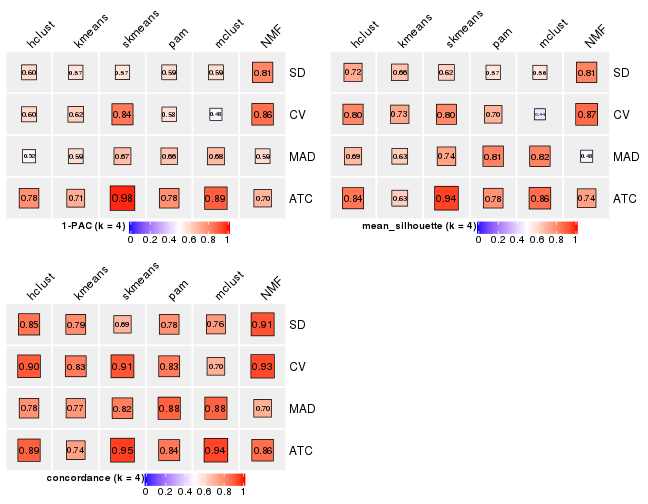 hclust kmeans skmeans pam mclust NMF
0.60 0.57 0.57 0.59 0.59 0.81 SD
0.60 0.62 0.84 0.58 0.48 0.86 CV
0.52 0.59 0.67 0.66 0.68 0.59 MAD
0.78 0.71 0.98 0.78 0.89 0.70 ATC
1-PAC (k = 4)
0 0.2 0.4 0.6 0.8 1
hclust kmeans skmeans pam mclust NMF
0.72 0.66 0.62 0.57 0.56 0.81 SD
0.80 0.73 0.80 0.70 0.44 0.87 CV
0.69 0.63 0.74 0.81 0.82 0.48 MAD
0.84 0.63 0.94 0.78 0.86 0.74 ATC
mean_silhouette (k = 4)
0 0.2 0.4 0.6 0.8 1
hclust kmeans skmeans pam mclust NMF
0.85 0.79 0.69 0.78 0.76 0.91 SD
0.90 0.83 0.91 0.83 0.70 0.93 CV
0.78 0.77 0.82 0.88 0.88 0.70 MAD
0.89 0.74 0.95 0.84 0.94 0.86 ATC
concordance (k = 4)
0 0.2 0.4 0.6 0.8 1